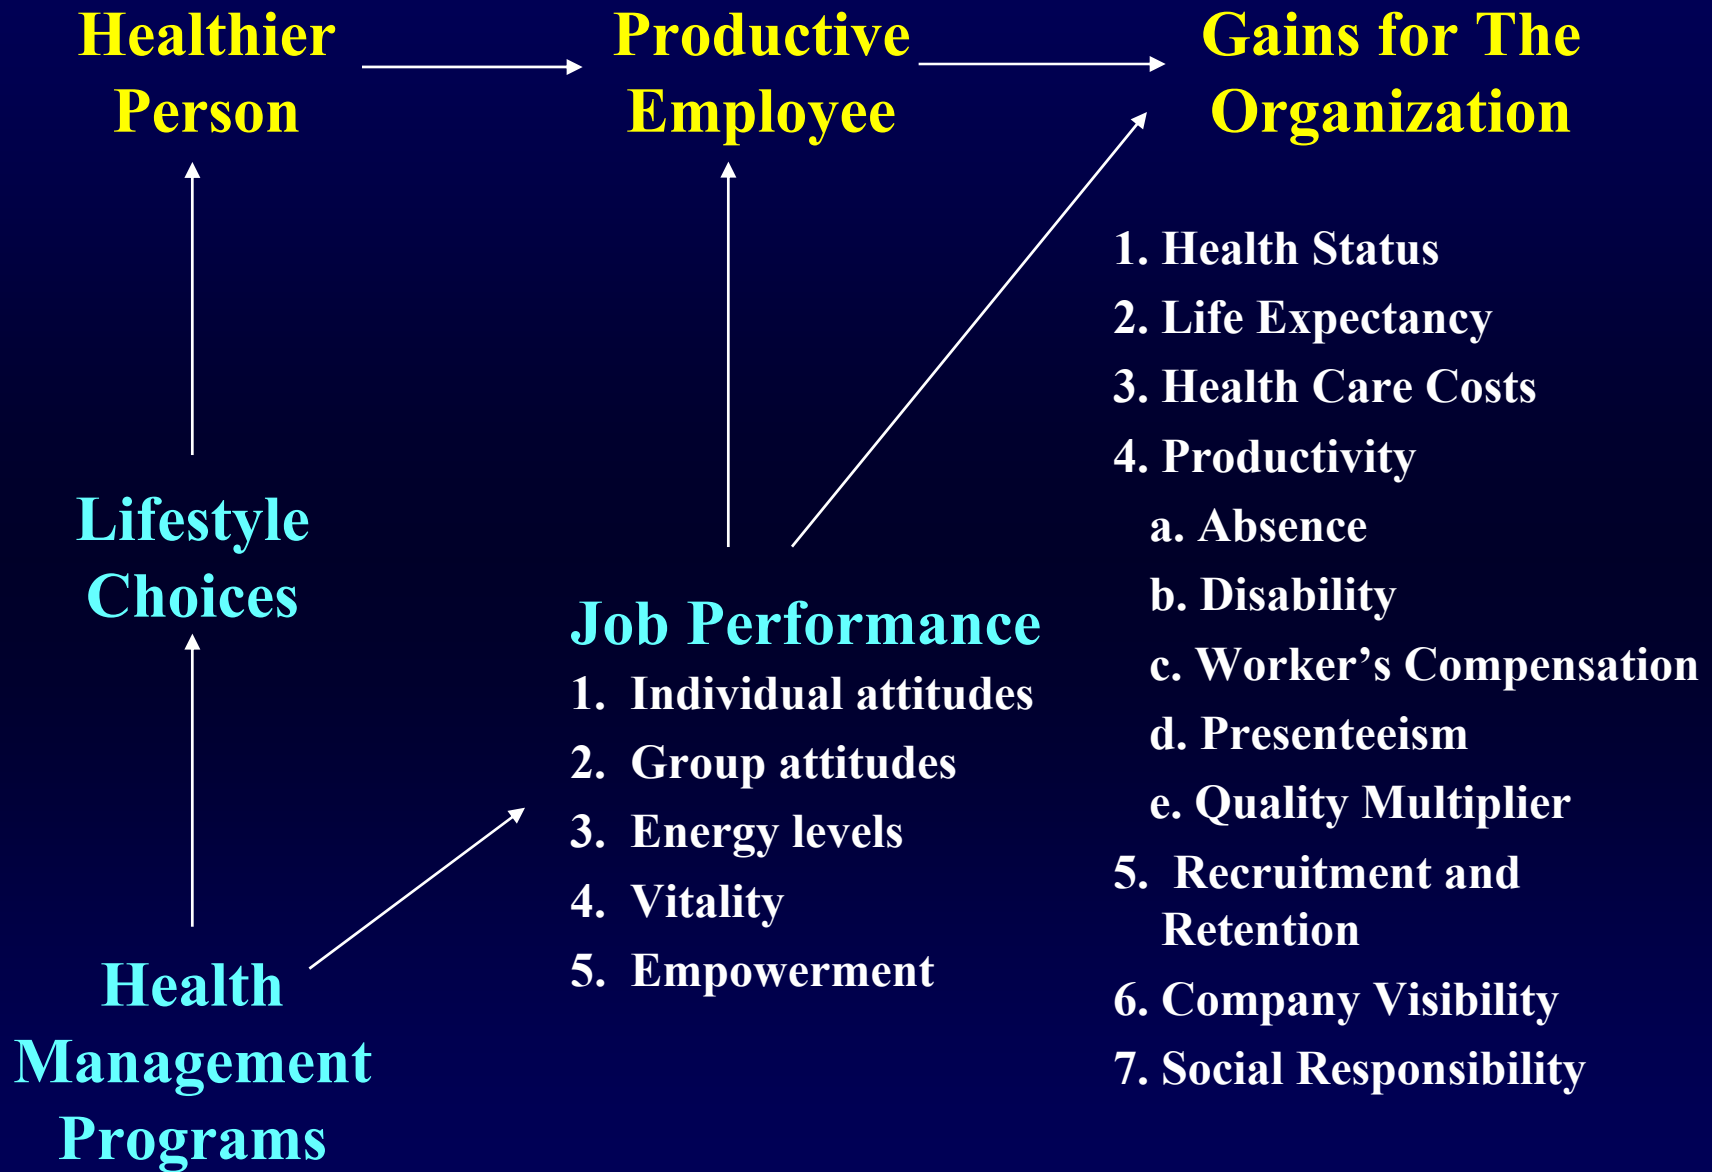 Healthier
Person
Productive
Employee
Gains for The
Organization
Lifestyle
Choices
Health
Management
Programs
Job Performance
1. Individual attitudes
2. Group attitudes
3. Energy levels
4. Vitality
5. Empowerment
1. Health Status
2. Life Expectancy
3. Health Care Costs
4. Productivity
a. Absence
b. Disability
c. Worker’s Compensation
d. Presenteeism
e. Quality Multiplier
5. Recruitment and
Retention
6. Company Visibility
7. Social Responsibility